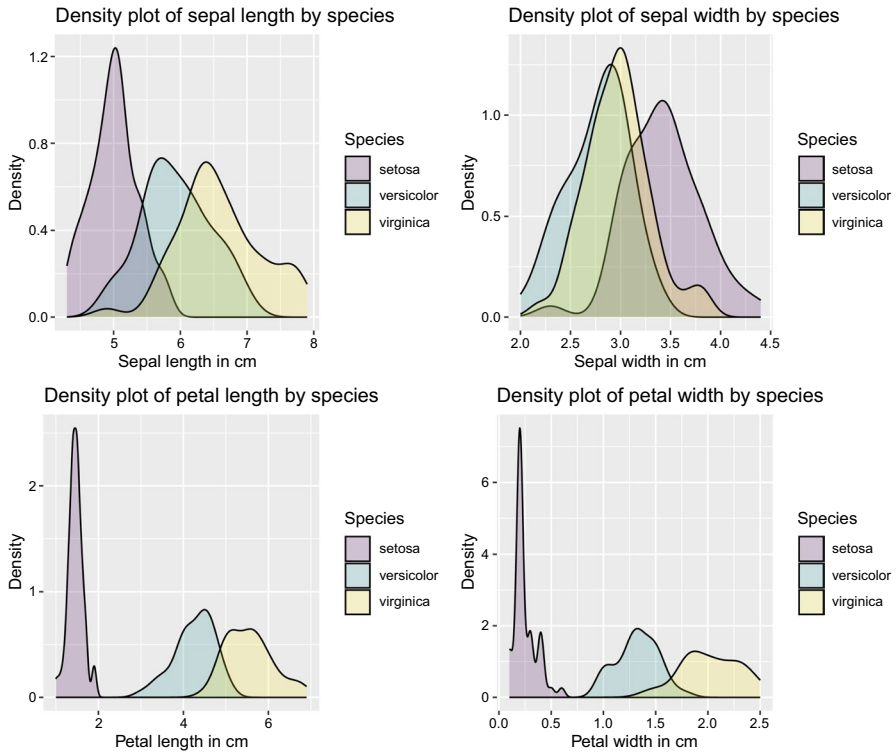 Density plot of sepal length by species
1.2
0.8
0.4
0.0
Density
5 6 7 8
Sepal length in cm
Species
setosa
versicolor
virginica
Density plot of sepal width by species
1.0
0.5
0.0
Density
2.0 2.5 3.0 3.5 4.0 4.5
Sepal width in cm
Species
setosa
versicolor
virginica
Density plot of petal length by species
2
1
0
Density
2 4 6
Petal length in cm
Species
setosa
versicolor
virginica
Density plot of petal width by species
6
4
2
0
Density
0.0 0.5 1.0 1.5 2.0 2.5
Petal width in cm
Species
setosa
versicolor
virginica